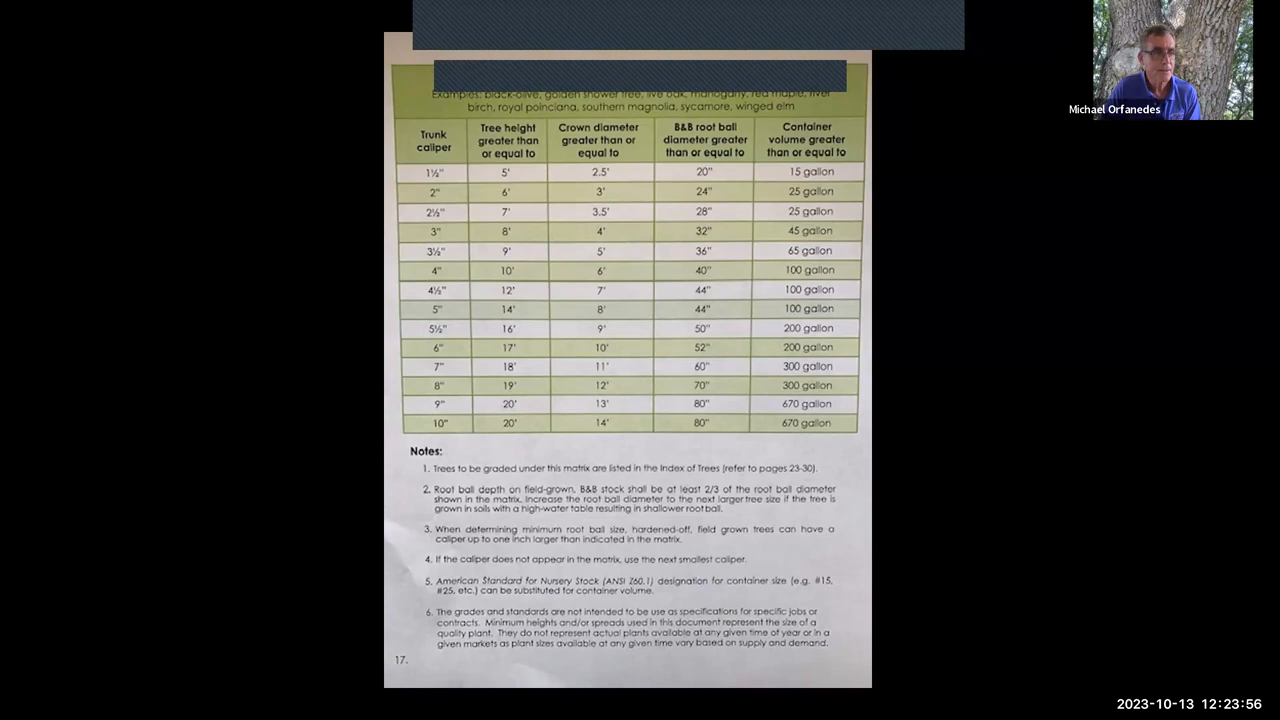 Examples: black-olive, golden shower tree, live oak, mahogany, red maple, river
birch, royal poinciana, southern magnolia, sycamore, winged elm
Trunk caliper Tree height greater than or equal to Crown diameter greater than or equal to B&B root ball diameter greater than or equal to Container volume greater than or equal to
1½" 5' 2.5' 20" 15 gallon
2" 6' 3' 24" 25 gallon
2½" 7' 3.5' 28" 25 gallon
3" 8' 4' 32" 45 gallon
3½" 9' 5' 36" 65 gallon
4" 10' 6' 40" 100 gallon
4½" 12' 7' 44" 100 gallon
5" 14' 8' 44" 100 gallon
5½" 16' 9' 50" 200 gallon
6" 17' 10' 52" 200 gallon
7" 18' 11' 60" 300 gallon
8" 19' 12' 70" 300 gallon
9" 20' 13' 80" 670 gallon
10" 20' 14' 80" 670 gallon
Notes:
1. Trees to be graded under this matrix are listed in the Index of Trees (refer to pages 23-30).
2. Root ball depth on field-grown, B&B stock shall be at least 2/3 of the root ball diameter
shown in the matrix. Increase the root ball diameter to the next larger tree size if the tree is
grown in soils with a high-water table resulting in shallower root ball.
3. When determining minimum root ball size, hardened-off, field grown trees can have a
caliper up to one inch larger than indicated in the matrix.
4. If the caliper does not appear in the matrix, use the next smallest caliper.
5. American Standard for Nursery Stock (ANSI Z60.1) designation for container size (e.g. #15,
#25, etc.) can be substituted for container volume.
6. The grades and standards are not intended to be use as specifications for specific jobs or
contracts. Minimum heights and/or spreads used in this document represent the size of a
quality plant. They do not represent actual plants available at any given time of year or in a
given markets as plant sizes available at any given time vary based on supply and demand.
17.
Michael Orfanedes
2023-10-13 12:23:56